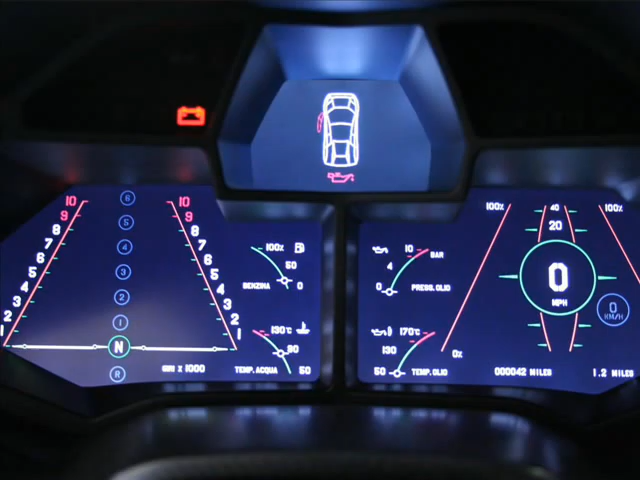 10 6 10
9 9
8 5 8
7 7
6 4 6
5 5
4 3 4
3 3
2 2 2
1 1 1
N
R
GIRI x 1000
100%
50
BENZINA 0
130°C
90
TEMP.ACQUA 50
10 BAR
4
0 PRESS.OLIO
170°C
130
50 TEMP.OLIO
100% 40 100%
20
0
MPH
0
KM/H
0%
000042 MILES 1.2 MILES